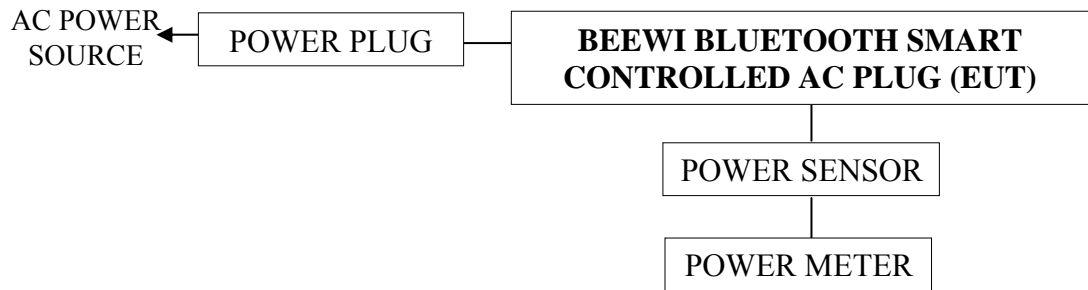 AC POWER
SOURCE
POWER PLUG
BEEWI BLUETOOTH SMART
CONTROLLED AC PLUG (EUT)
POWER SENSOR
POWER METER